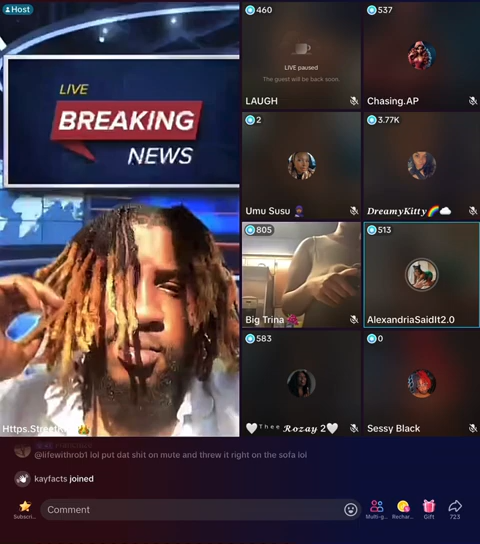 Host
LIVE
BREAKING
NEWS
Https.Street
460
LIVE paused
The guest will be back soon.
LAUGH
537
Chasing.AP
2
Umu Susu
3.77K
DreamyKitty🌈☁️
805
Big Trina
513
AlexandriaSaidIt2.0
583
🤍ᵀʰᵉᵉ Rozay 2🤍
0
Sessy Black
@lifewithrob1 lol put dat shit on mute and threw it right on the sofa lol
kayfacts joined
Subscri...
Comment
Multi-g...
Rechar...
Gift
723